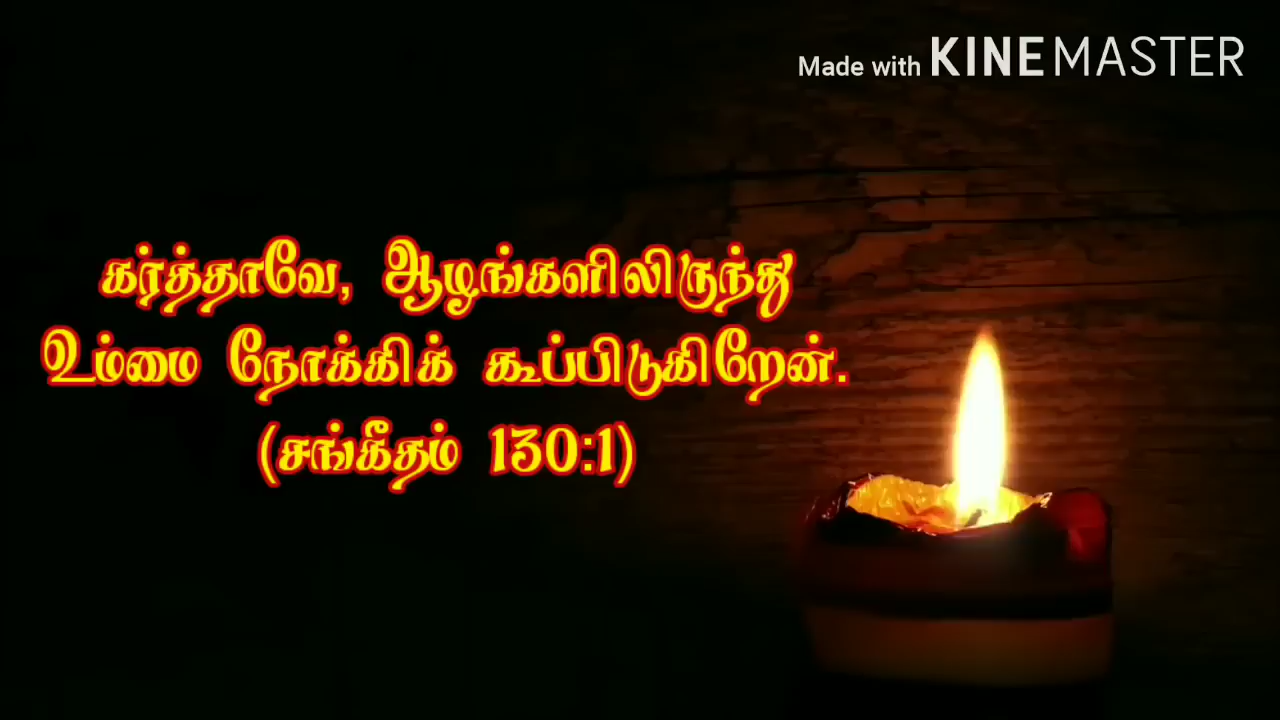 Made with KINEMASTER
கர்த்தாவே, ஆழங்களிலிருந்து
உம்மை நோக்கிக் கூப்பிடுகிறேன்.
(சங்கீதம் 130:1)